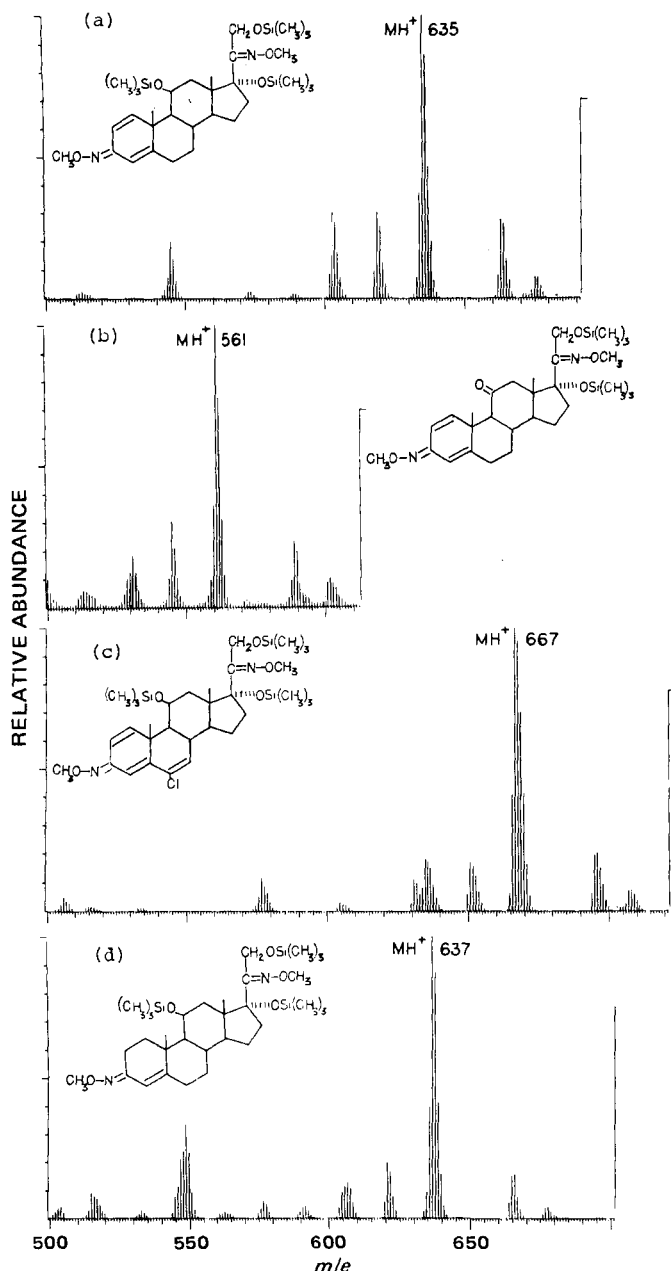 (a)
MH+ 635
CH2OSi(CH3)3
C=N-OCH3
(CH3)3SiO
OSi(CH3)3
CH3O-N
(b)
MH+ 561
CH2OSi(CH3)3
C=N-OCH3
O
OSi(CH3)3
CH3O-N
RELATIVE ABUNDANCE
(c)
MH+ 667
CH2OSi(CH3)3
C=N-OCH3
(CH3)3SiO
OSi(CH3)3
CH3O-N
Cl
(d)
MH+ 637
CH2OSi(CH3)3
C=N-OCH3
(CH3)3SiO
OSi(CH3)3
CH3O-N
500 550 600 650
m/e